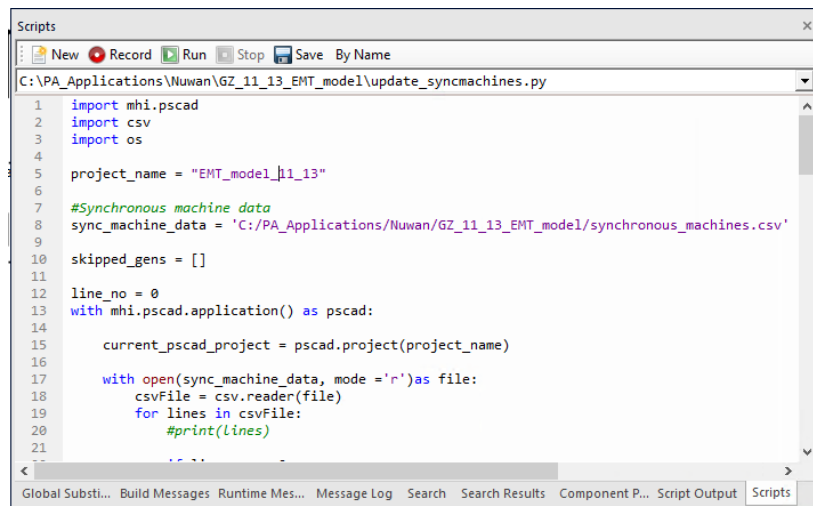 Scripts
New Record Run Stop Save By Name
C:\PA_Applications\Nuwan\GZ_11_13_EMT_model\update_syncmachines.py
1 import mhi.pscad
2 import csv
3 import os
4
5 project_name = "EMT_model_11_13"
6
7 #Synchronous machine data
8 sync_machine_data = 'C:/PA_Applications/Nuwan/GZ_11_13_EMT_model/synchronous_machines.csv'
9
10 skipped_gens = []
11
12 line_no = 0
13 with mhi.pscad.application() as pscad:
14
15 current_pscad_project = pscad.project(project_name)
16
17 with open(sync_machine_data, mode ='r')as file:
18 csvFile = csv.reader(file)
19 for lines in csvFile:
20 #print(lines)
21
Global Substi... Build Messages Runtime Mes... Message Log Search Search Results Component P... Script Output Scripts